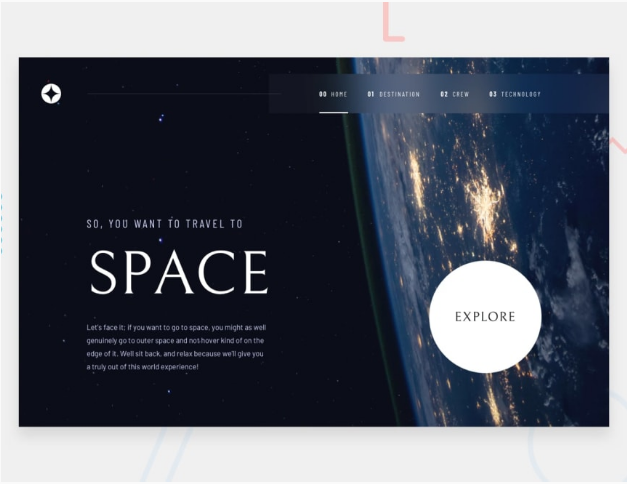 00 HOME 01 DESTINATION 02 CREW 03 TECHNOLOGY
SO, YOU WANT TO TRAVEL TO
SPACE
EXPLORE
Let's face it; if you want to go to space, you might as well
genuinely go to outer space and not hover kind of on the
edge of it. Well sit back, and relax because we'll give you
a truly out of this world experience!